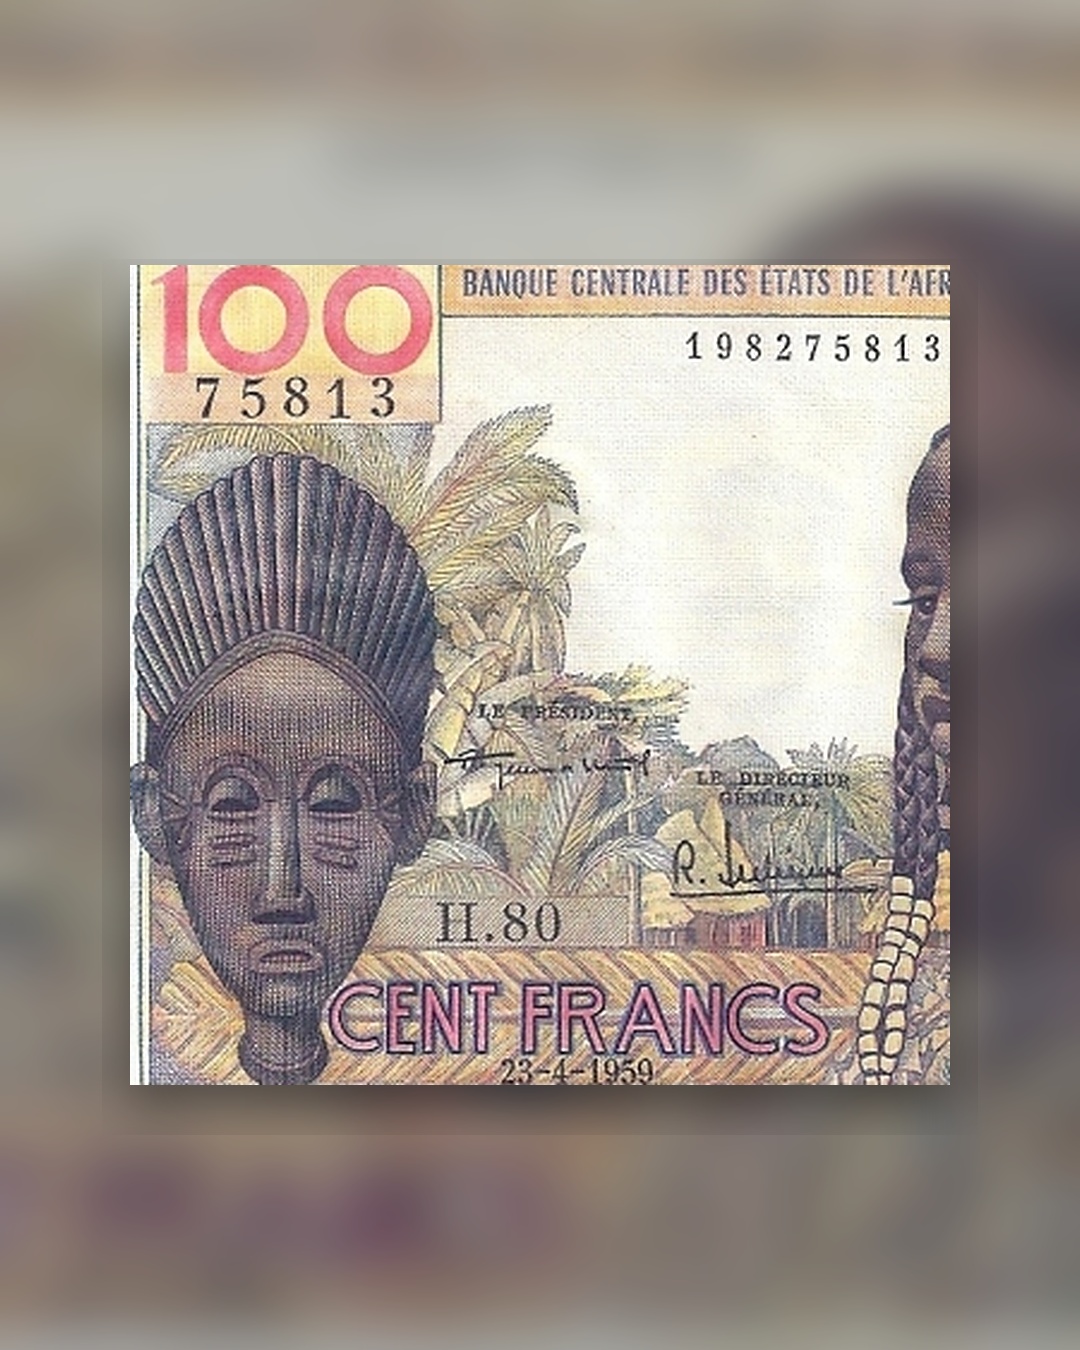 100
BANQUE CENTRALE DES ÉTATS DE L'AFR
198275813
75813
LE PRÉSIDENT,
LE DIRECTEUR
GÉNÉRAL,
H.80
CENT FRANCS
23-4-1959